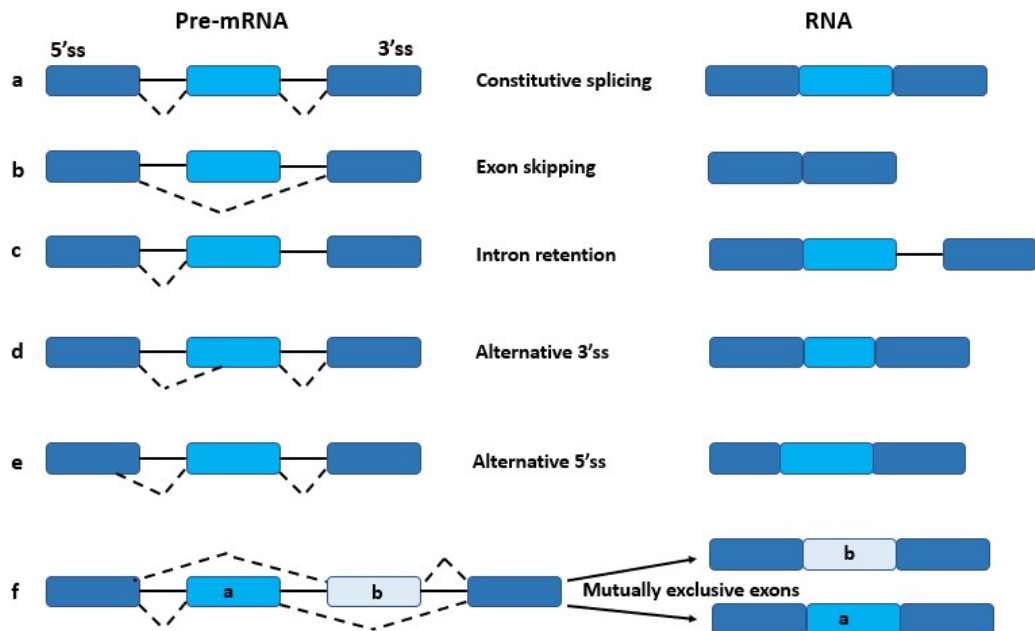 Pre-mRNA RNA
5'ss 3'ss
a Constitutive splicing
b Exon skipping
c Intron retention
d Alternative 3'ss
e Alternative 5'ss
b
f a b Mutually exclusive exons
a